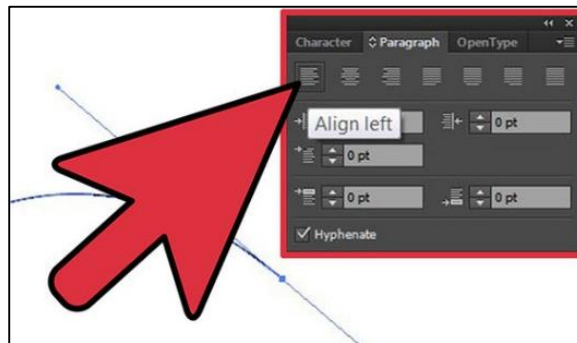 Character Paragraph OpenType
Align left
0 pt
0 pt
0 pt 0 pt
Hyphenate